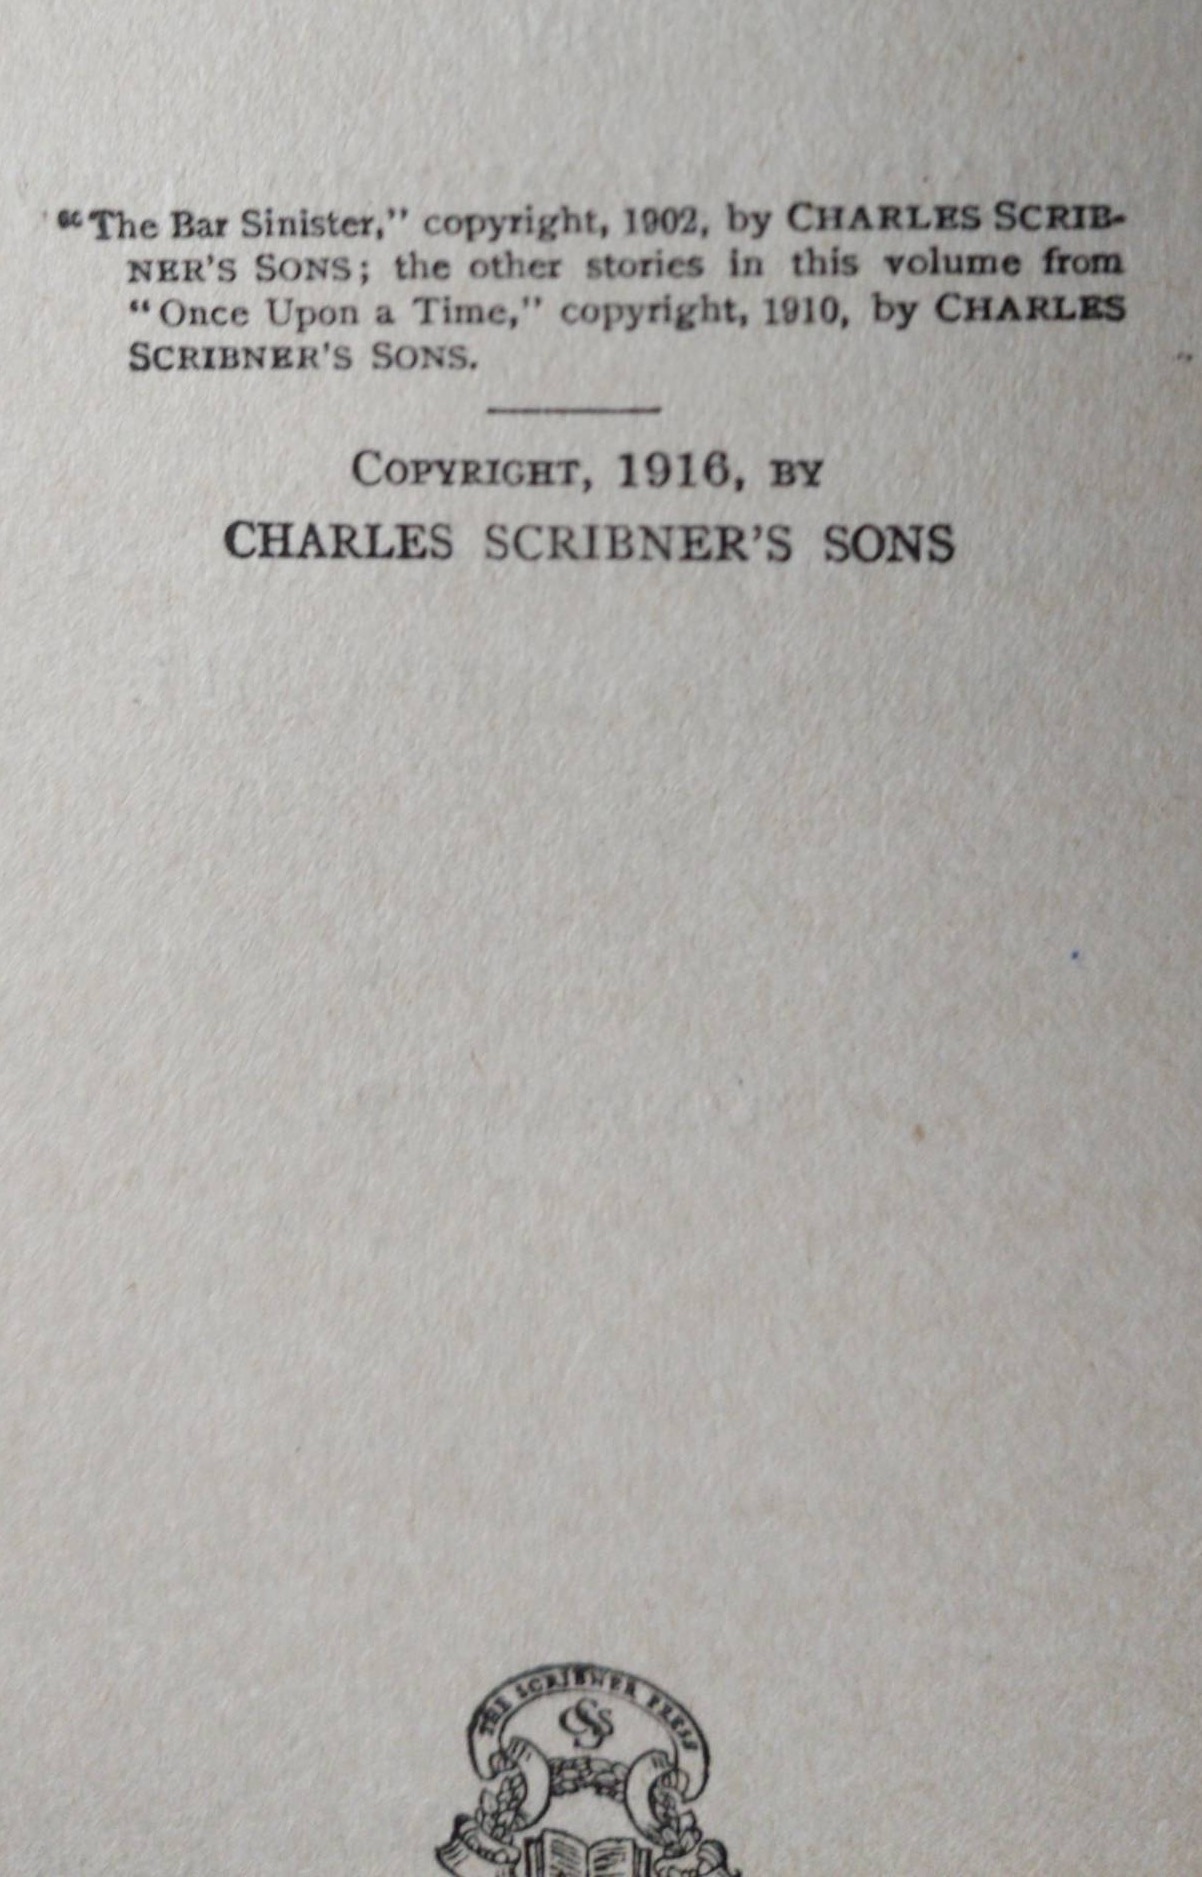 “The Bar Sinister,” copyright, 1902, by CHARLES SCRIB-
NER'S SONS; the other stories in this volume from
“Once Upon a Time,” copyright, 1910, by CHARLES
SCRIBNER'S SONS.
COPYRIGHT, 1916, BY
CHARLES SCRIBNER'S SONS
THE SCRIBNER PRESS
CSS